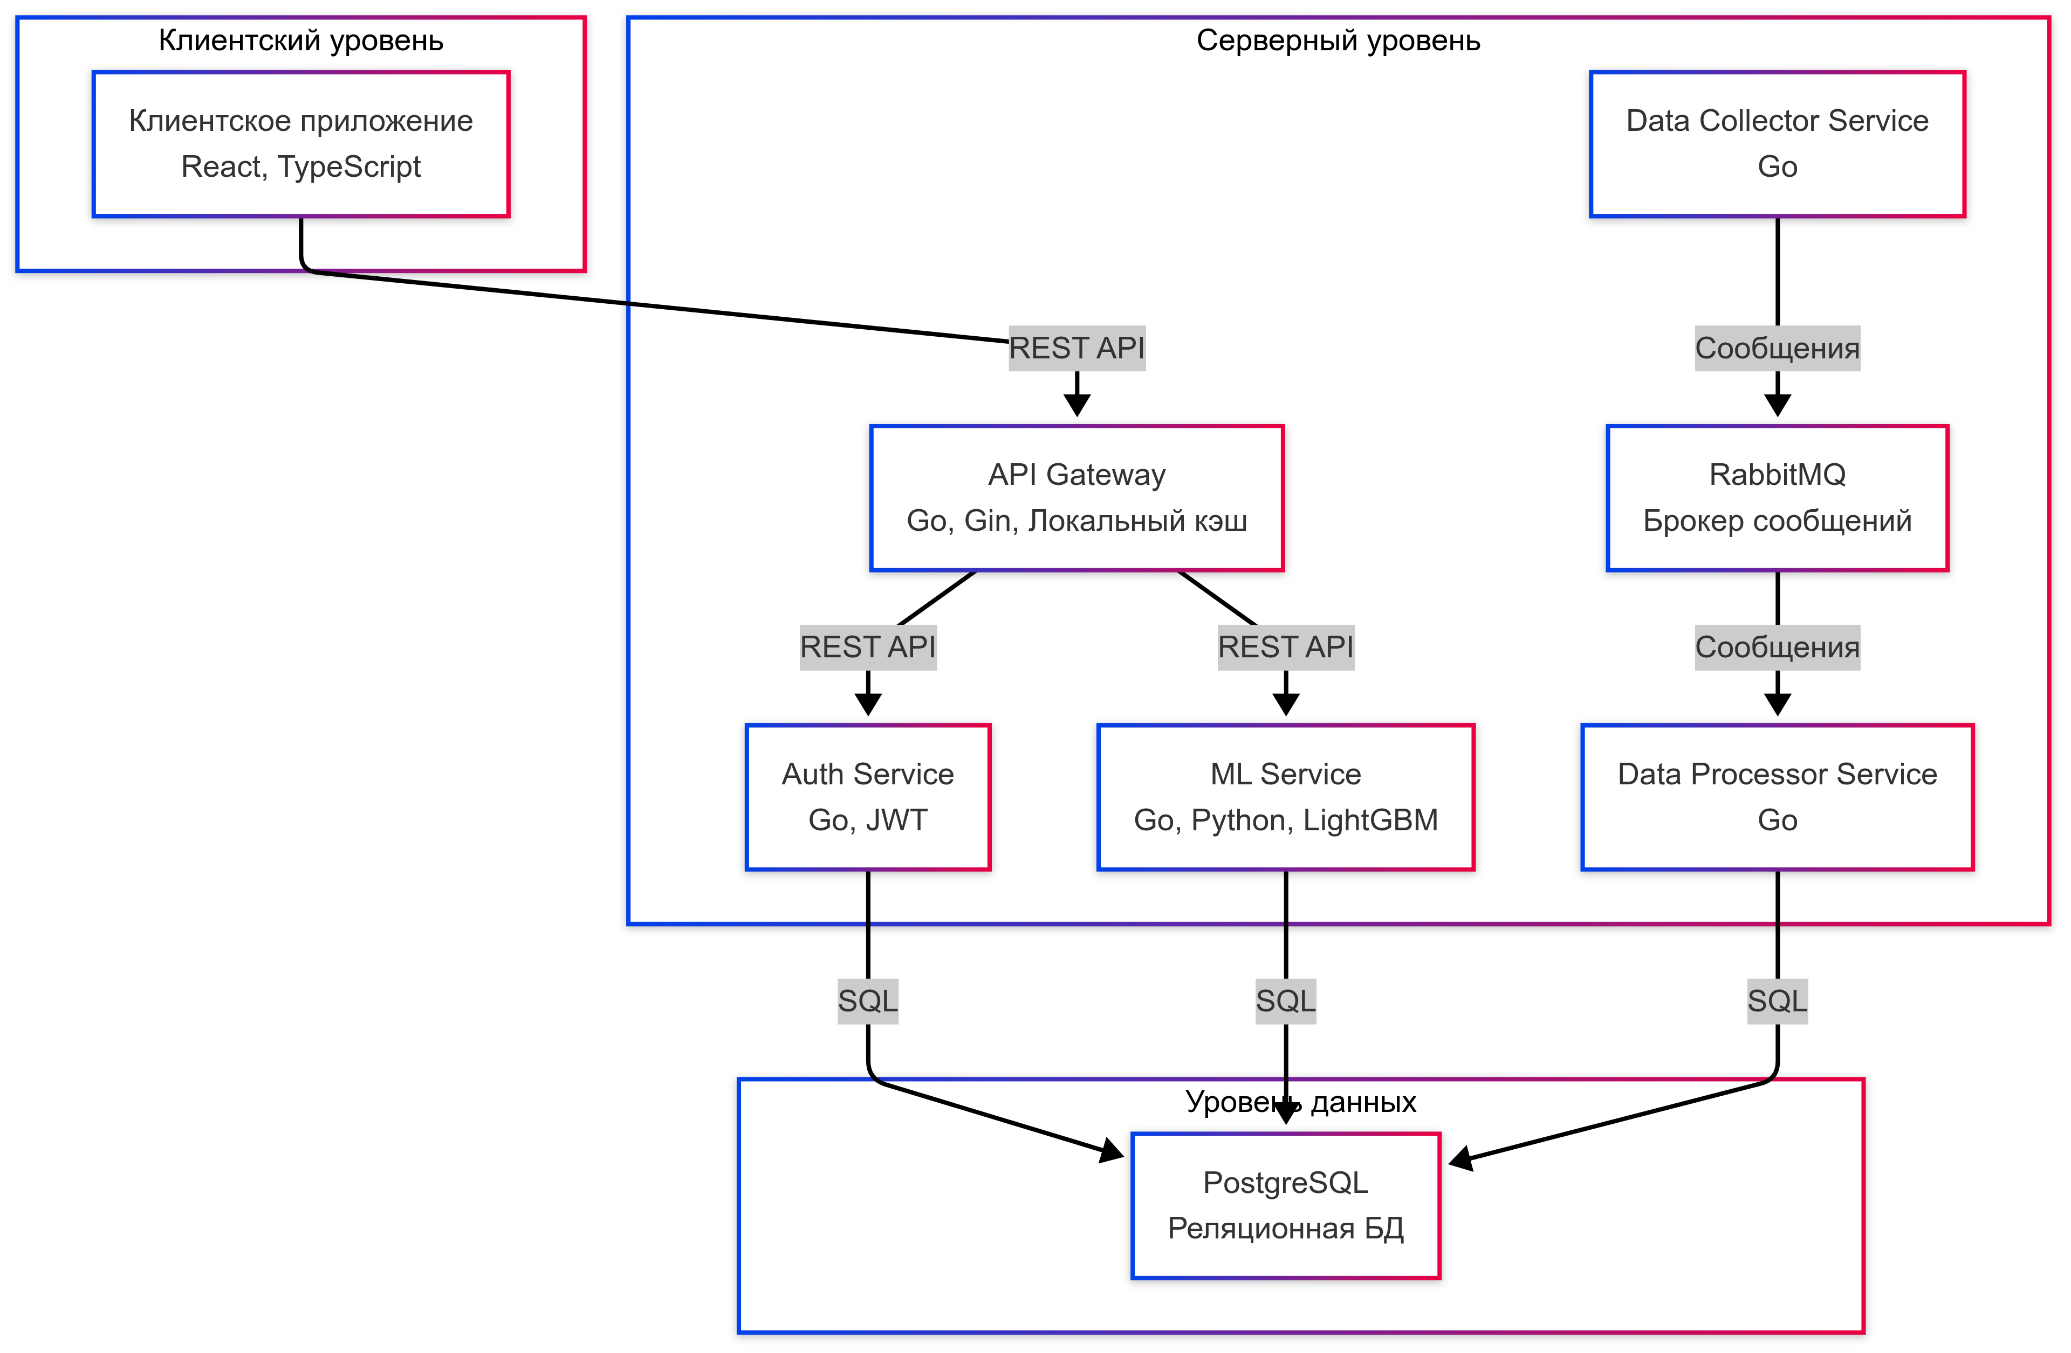 Клиентский уровень
Клиентское приложение
React, TypeScript
Серверный уровень
Data Collector Service
Go
REST API
Сообщения
API Gateway
Go, Gin, Локальный кэш
RabbitMQ
Брокер сообщений
REST API
REST API
Сообщения
Auth Service
Go, JWT
ML Service
Go, Python, LightGBM
Data Processor Service
Go
SQL
SQL
SQL
Уровень данных
PostgreSQL
Реляционная БД